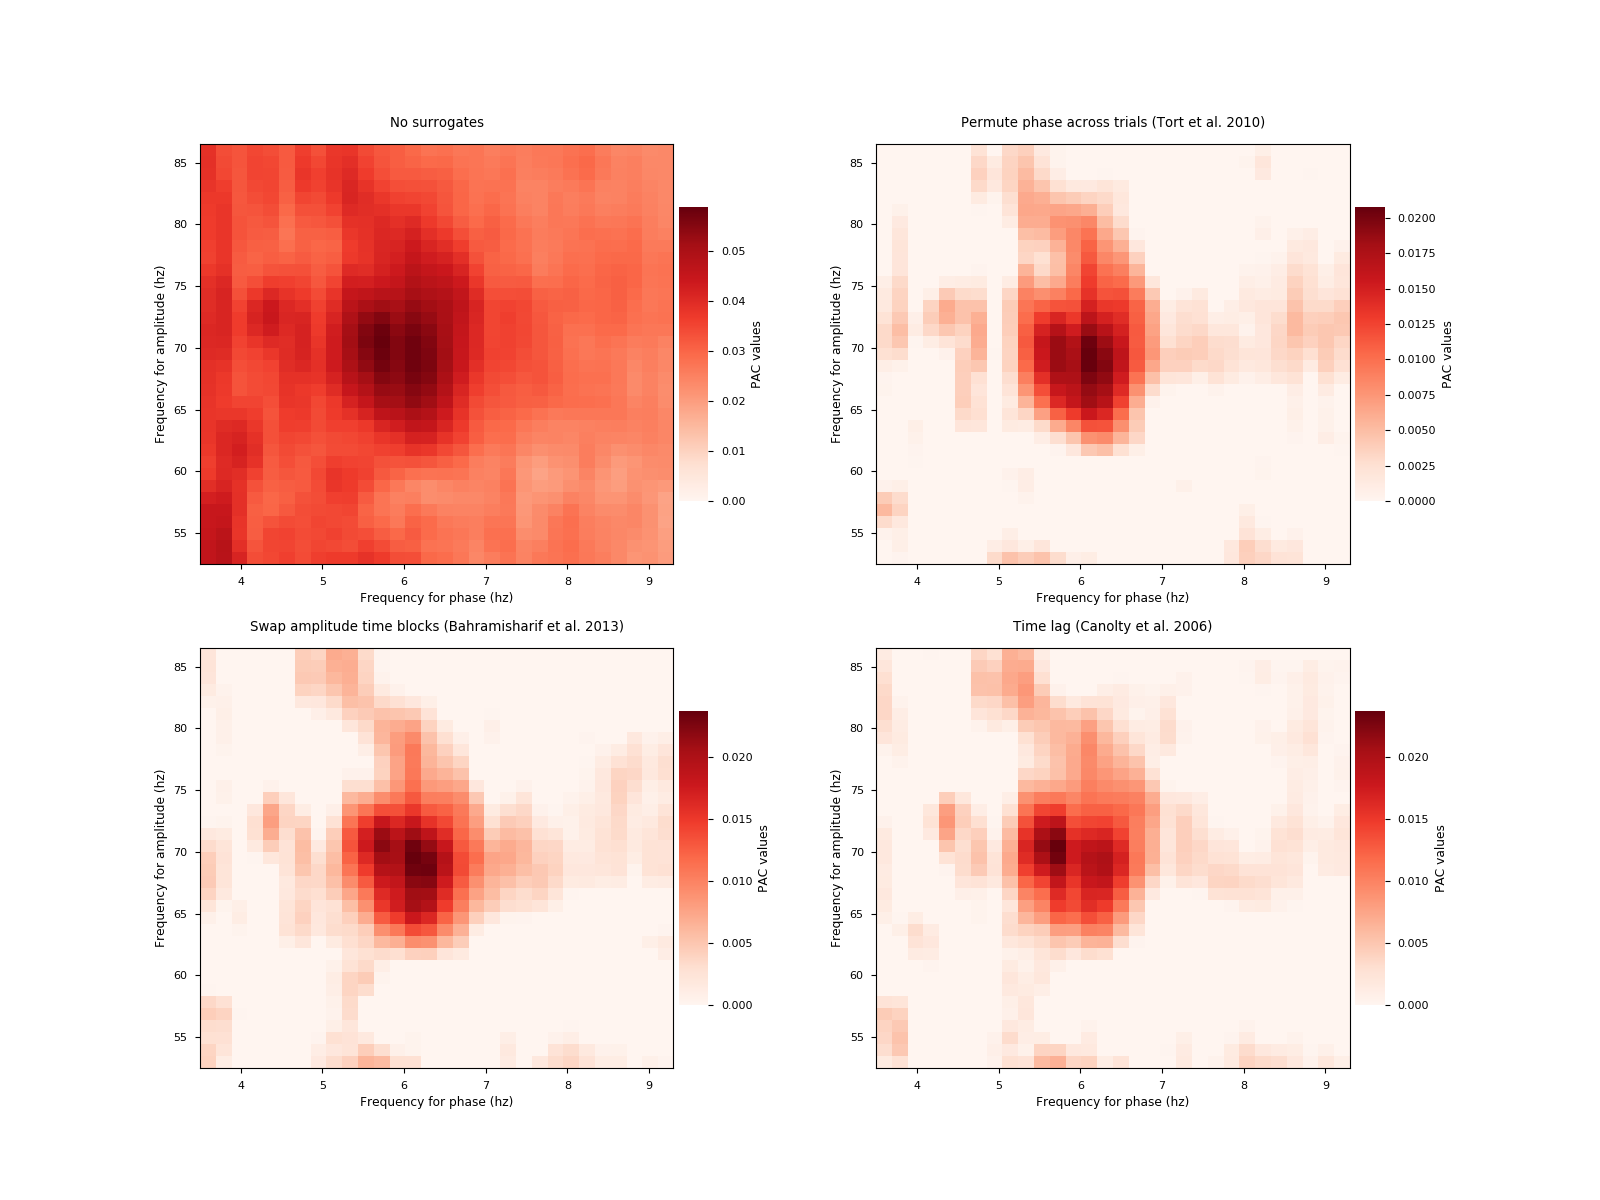 No surrogates
85
80
75
70
65
60
55
Frequency for amplitude (hz)
4 5 6 7 8 9
Frequency for phase (hz)
0.05
0.04
0.03
0.02
0.01
0.00
PAC values
Permute phase across trials (Tort et al. 2010)
85
80
75
70
65
60
55
Frequency for amplitude (hz)
4 5 6 7 8 9
Frequency for phase (hz)
0.0200
0.0175
0.0150
0.0125
0.0100
0.0075
0.0050
0.0025
0.0000
PAC values
Swap amplitude time blocks (Bahramisharif et al. 2013)
85
80
75
70
65
60
55
Frequency for amplitude (hz)
4 5 6 7 8 9
Frequency for phase (hz)
0.020
0.015
0.010
0.005
0.000
PAC values
Time lag (Canolty et al. 2006)
85
80
75
70
65
60
55
Frequency for amplitude (hz)
4 5 6 7 8 9
Frequency for phase (hz)
0.020
0.015
0.010
0.005
0.000
PAC values